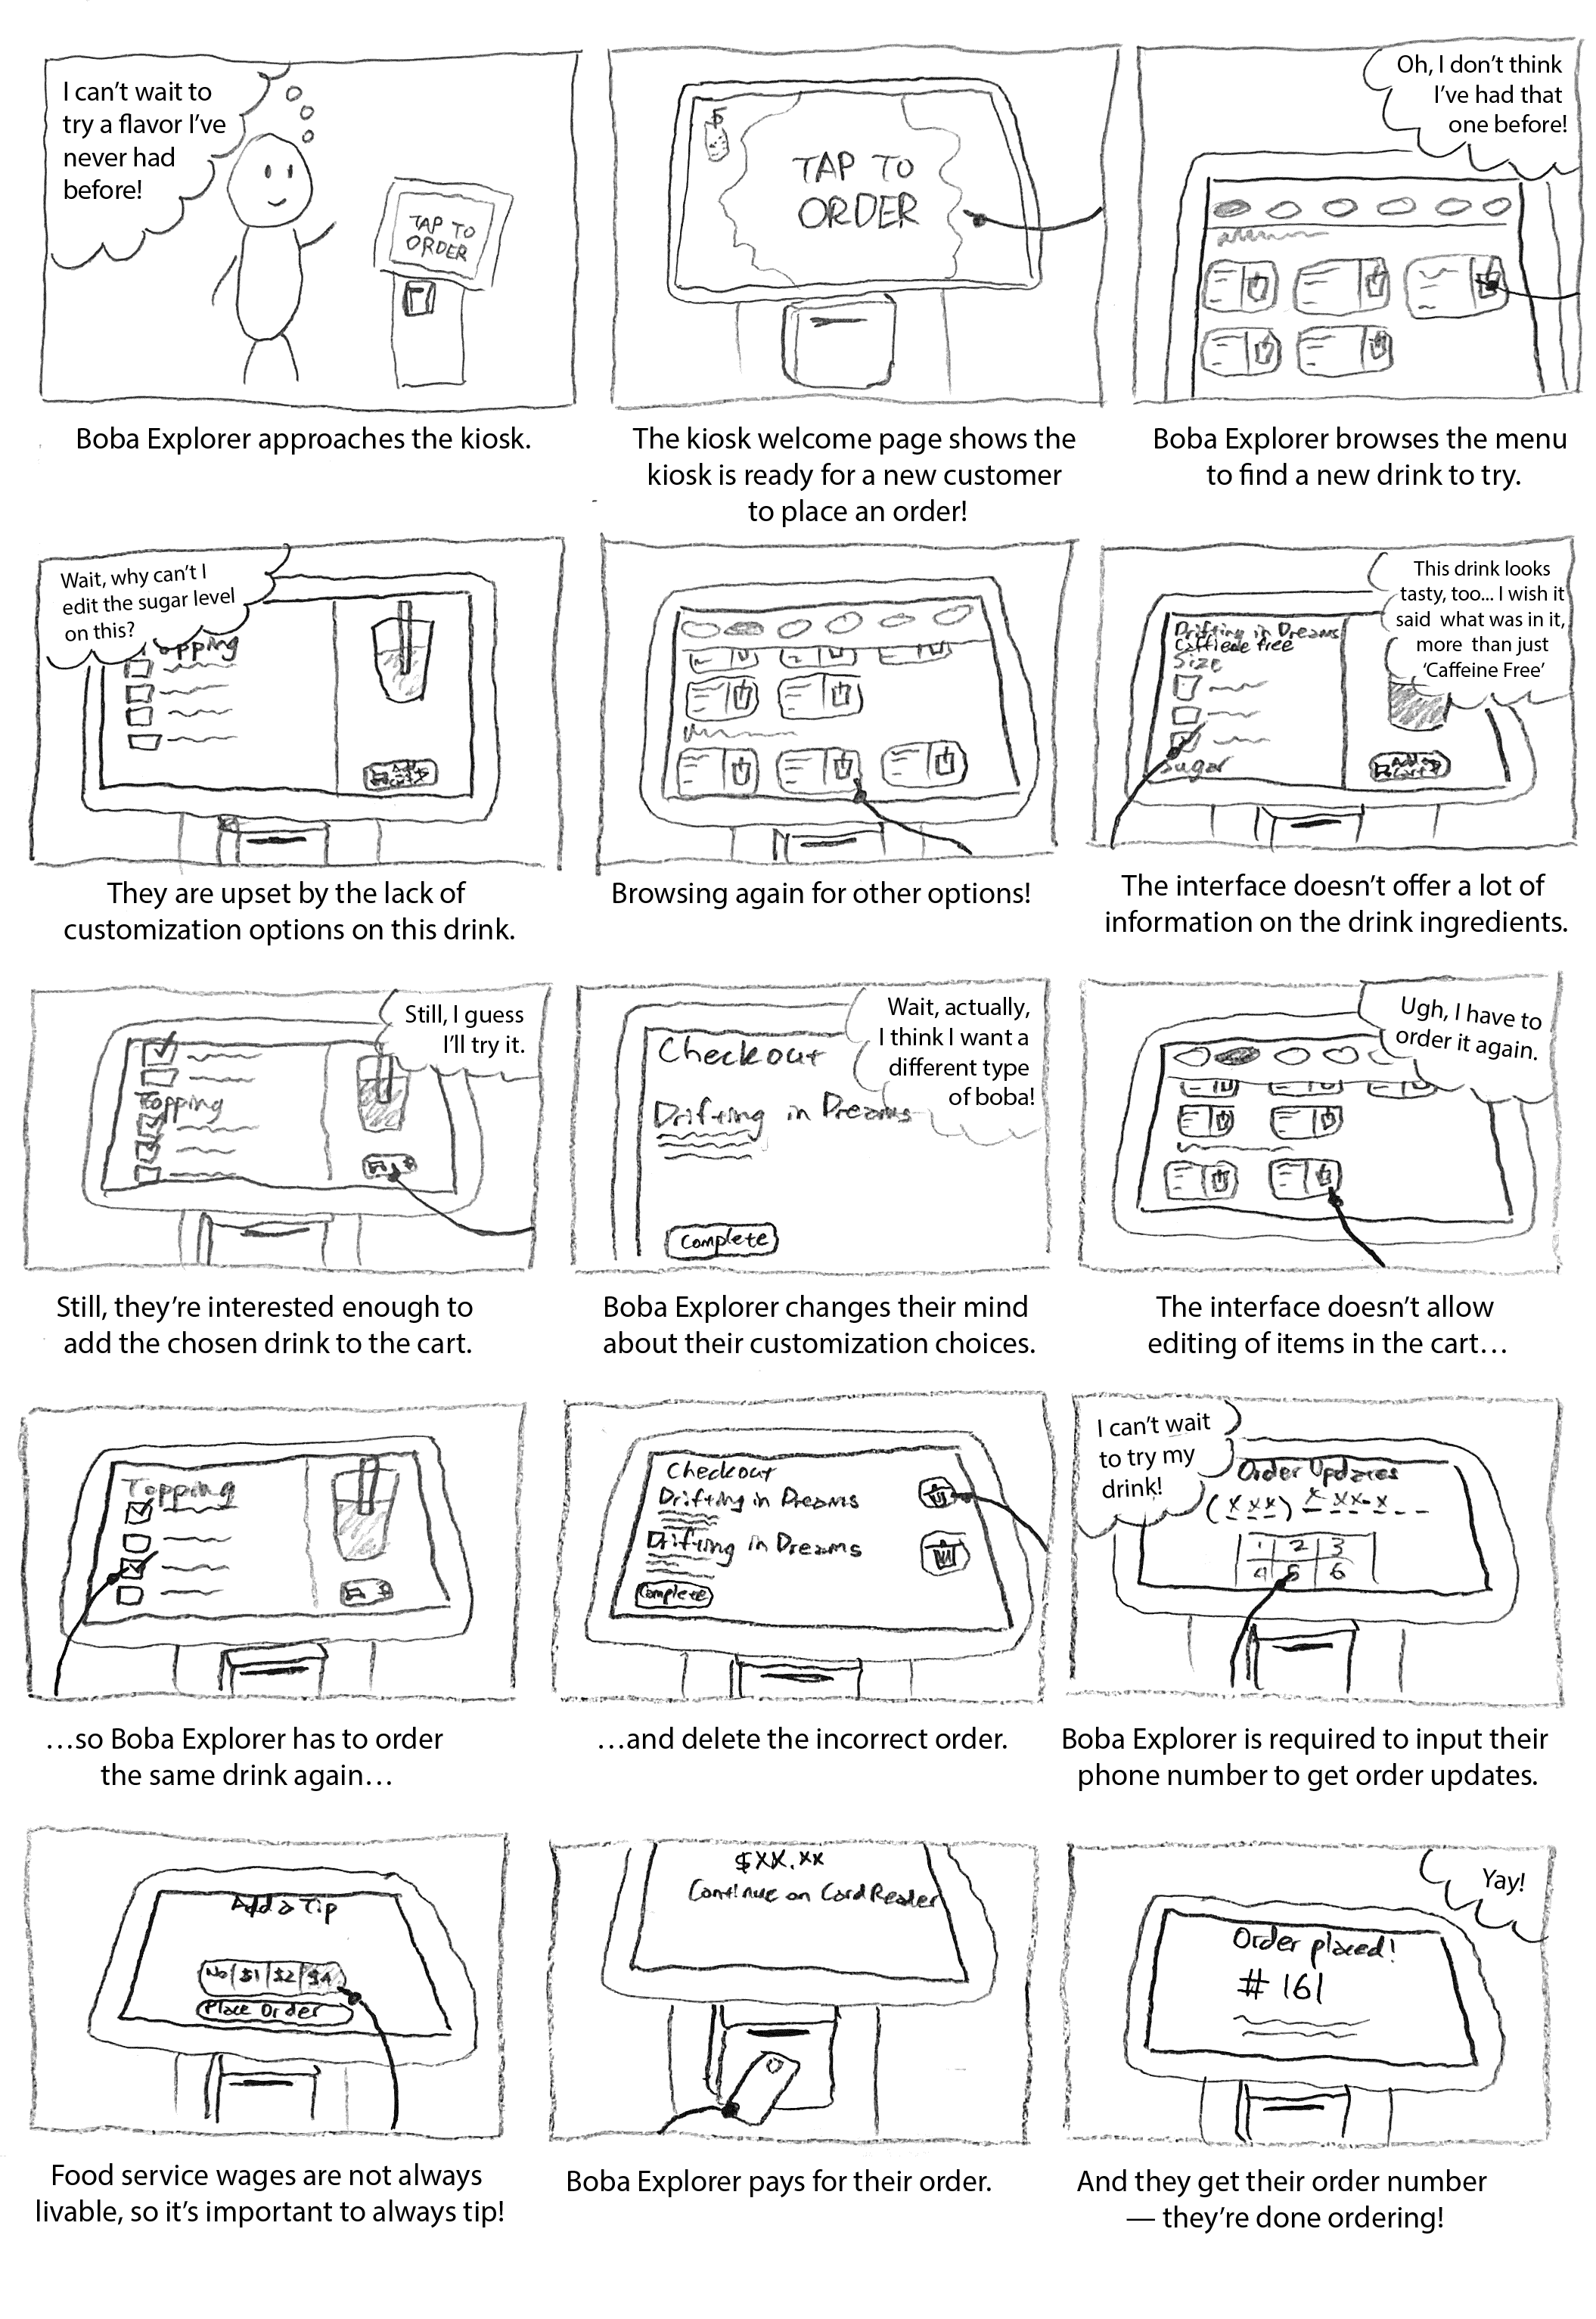 I can't wait to
try a flavor I've
never had
before!
TAP TO
ORDER
Boba Explorer approaches the kiosk.
TAP TO
ORDER
The kiosk welcome page shows the
kiosk is ready for a new customer
to place an order!
Oh, I don't think
I've had that
one before!
Boba Explorer browses the menu
to find a new drink to try.
Wait, why can't I
edit the sugar level
on this?
opping
Add to
Cart
They are upset by the lack of
customization options on this drink.
Browsing again for other options!
This drink looks
tasty, too... I wish it
said what was in it,
more than just
'Caffeine Free'
Drifting in Dreams
Caffiede free
Size
Sugar
Add to
Cart
The interface doesn't offer a lot of
information on the drink ingredients.
Still, I guess
I'll try it.
Topping
Still, they're interested enough to
add the chosen drink to the cart.
Wait, actually,
I think I want a
different type
of boba!
Checkout
Drifting in Dreams
Complete
Boba Explorer changes their mind
about their customization choices.
Ugh, I have to
order it again.
The interface doesn't allow
editing of items in the cart…
Topping
…so Boba Explorer has to order
the same drink again…
Checkout
Drifting in Dreams
Drifting in Dreams
Complete
…and delete the incorrect order.
I can't wait
to try my
drink!
Order Updates
(xxx) x xx-x _ _
1 2 3
4 5 6
Boba Explorer is required to input their
phone number to get order updates.
Add a Tip
No $1 $2 $4
Place Order
Food service wages are not always
livable, so it's important to always tip!
$XX.XX
Continue on Card Reader
Boba Explorer pays for their order.
Yay!
Order placed!
# 161
And they get their order number
— they're done ordering!